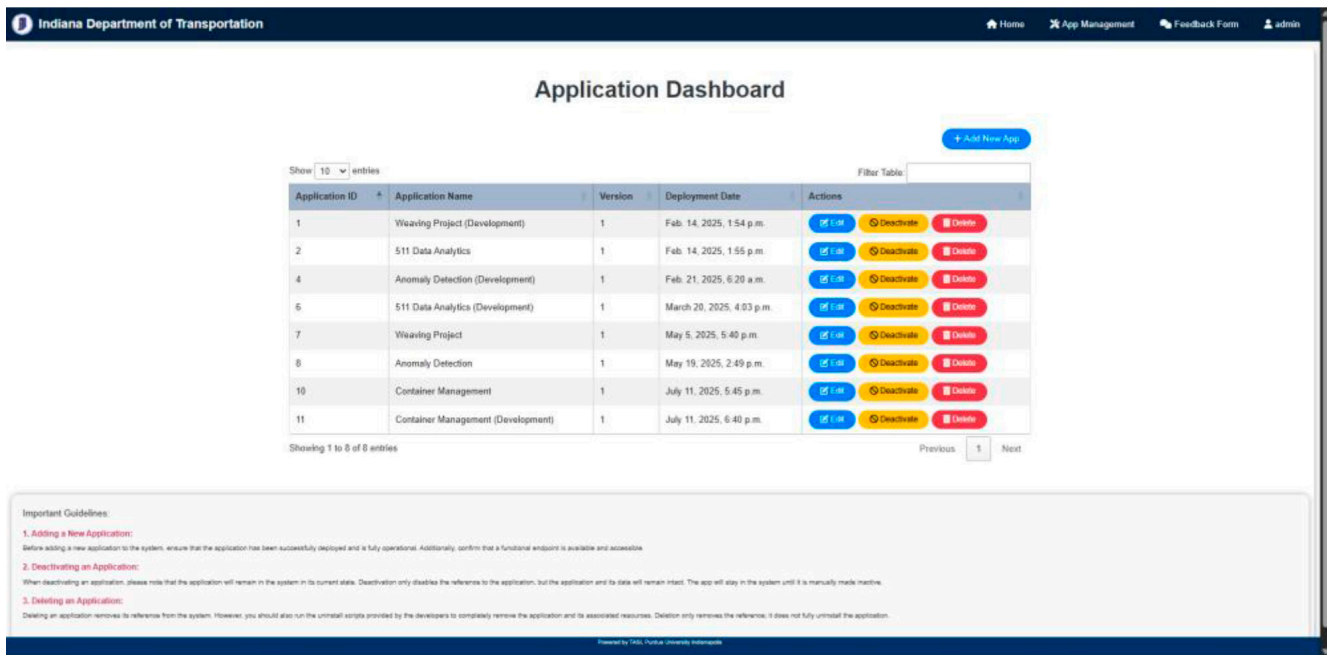 Indiana Department of Transportation
Home App Management Feedback Form admin
Application Dashboard
+ Add New App
Show 10 entries Filter Table:
Application ID Application Name Version Deployment Date Actions
1 Weaving Project (Development) 1 Feb. 14, 2025, 1:54 p.m. Edit Deactivate Delete
2 511 Data Analytics 1 Feb. 14, 2025, 1:55 p.m. Edit Deactivate Delete
4 Anomaly Detection (Development) 1 Feb. 21, 2025, 6:20 a.m. Edit Deactivate Delete
511 Data Analytics (Development) 1 March 20, 2025, 4:03 p.m. Edit Deactivate Delete
7 Weaving Project 1 May 5, 2025, 5:40 p.m. Edit Deactivate Delete
8 Anomaly Detection 1 May 19, 2025, 2:49 p.m. Edit Deactivate Delete
10 Container Management 1 July 11, 2025, 5:45 p.m. Edit Deactivate Delete
11 Container Management (Development) 1 July 11, 2025, 6:40 p.m. Edit Deactivate Delete
Showing 1 to 8 of 8 entries Previous 1 Next
Important Guidelines:
1. Adding a New Application:
Before adding a new application to the system, ensure that the application has been successfully deployed and is fully operational. Additionally, confirm that a functional endpoint is available and accessible.
2. Deactivating an Application:
When deactivating an application, please note that the application will remain in the system in its current state. Deactivation only disables the reference to the application, but the application and its data will remain intact. The app will stay in the system until it is manually made inactive.
3. Deleting an Application:
Deleting an application removes its reference from the system. However, you should also run the uninstall scripts provided by the developers to completely remove the application and its associated resources. Deletion only removes the reference; it does not fully uninstall the application.
Powered by TASI, Purdue University Indianapolis